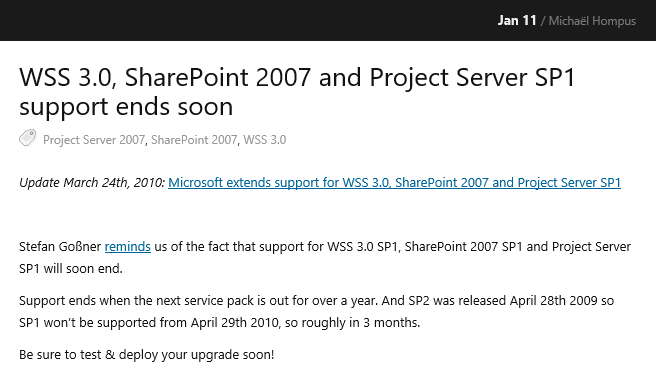 Jan 11 / Michaël Hompus
WSS 3.0, SharePoint 2007 and Project Server SP1
support ends soon
Project Server 2007, SharePoint 2007, WSS 3.0
Update March 24th, 2010: Microsoft extends support for WSS 3.0, SharePoint 2007 and Project Server SP1
Stefan Goßner reminds us of the fact that support for WSS 3.0 SP1, SharePoint 2007 SP1 and Project Server
SP1 will soon end.
Support ends when the next service pack is out for over a year. And SP2 was released April 28th 2009 so
SP1 won’t be supported from April 29th 2010, so roughly in 3 months.
Be sure to test & deploy your upgrade soon!